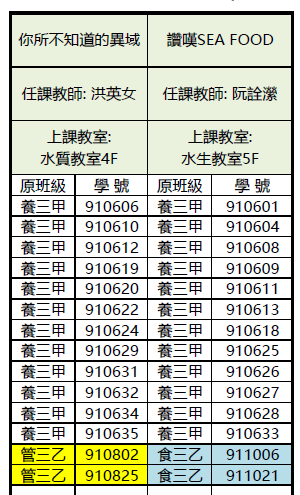 你所不知道的異域 讚嘆SEA FOOD
任課教師: 洪英女 任課教師: 阮詮瀠
上課教室: 上課教室:
水質教室4F 水生教室5F
原班級 學 號 原班級 學 號
養三甲 910606 養三甲 910601
養三甲 910610 養三甲 910604
養三甲 910612 養三甲 910608
養三甲 910619 養三甲 910609
養三甲 910620 養三甲 910611
養三甲 910622 養三甲 910613
養三甲 910624 養三甲 910618
養三甲 910629 養三甲 910625
養三甲 910631 養三甲 910626
養三甲 910632 養三甲 910627
養三甲 910634 養三甲 910628
養三甲 910635 養三甲 910633
管三乙 910802 食三乙 911006
管三乙 910825 食三乙 911021